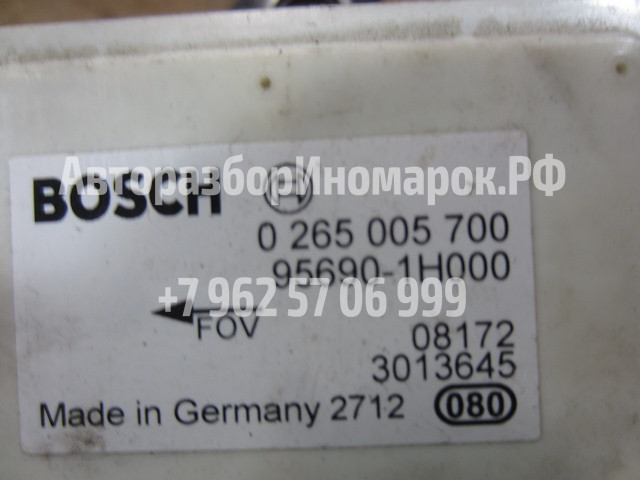 АвторазборИномарок.РФ
BOSCH
0 265 005 700
95690-1H000
+7 962 57 06 999
FOV
08172
3013645
Made in Germany 2712 080